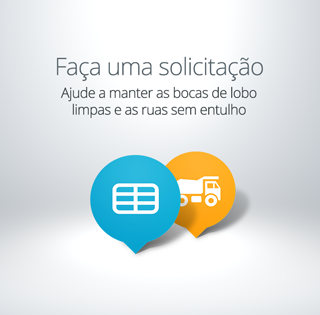 Faça uma solicitação
Ajude a manter as bocas de lobo
limpas e as ruas sem entulho